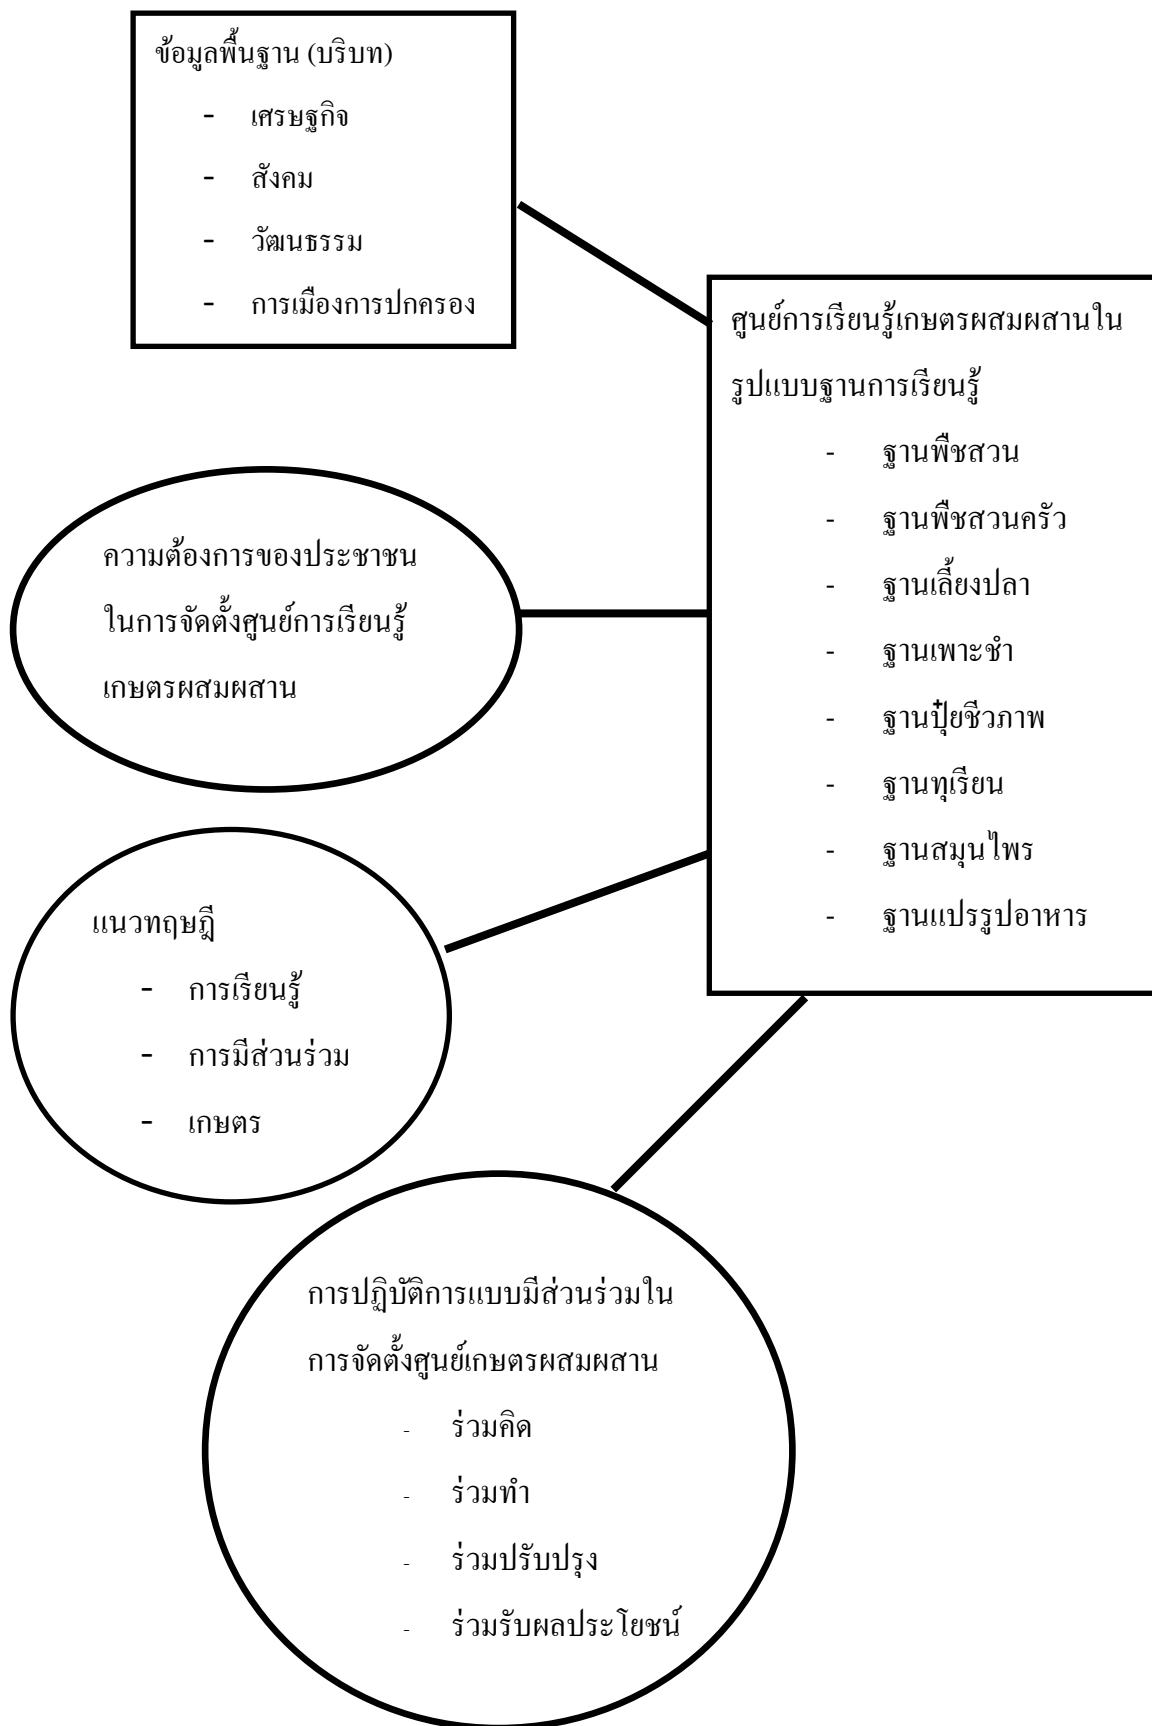 ข้อมูลพื้นฐาน (บริบท)
- เศรษฐกิจ
- สังคม
- วัฒนธรรม
- การเมืองการปกครอง
ศูนย์การเรียนรู้เกษตรผสมผสานใน
รูปแบบฐานการเรียนรู้
- ฐานพืชสวน
- ฐานพืชสวนครัว
- ฐานเลี้ยงปลา
- ฐานเพาะชำ
- ฐานปุ๋ยชีวภาพ
- ฐานทุเรียน
- ฐานสมุนไพร
- ฐานแปรรูปอาหาร
ความต้องการของประชาชน
ในการจัดตั้งศูนย์การเรียนรู้
เกษตรผสมผสาน
แนวทฤษฎี
- การเรียนรู้
- การมีส่วนร่วม
- เกษตร
การปฏิบัติการแบบมีส่วนร่วมใน
การจัดตั้งศูนย์เกษตรผสมผสาน
- ร่วมคิด
- ร่วมทำ
- ร่วมปรับปรุง
- ร่วมรับผลประโยชน์